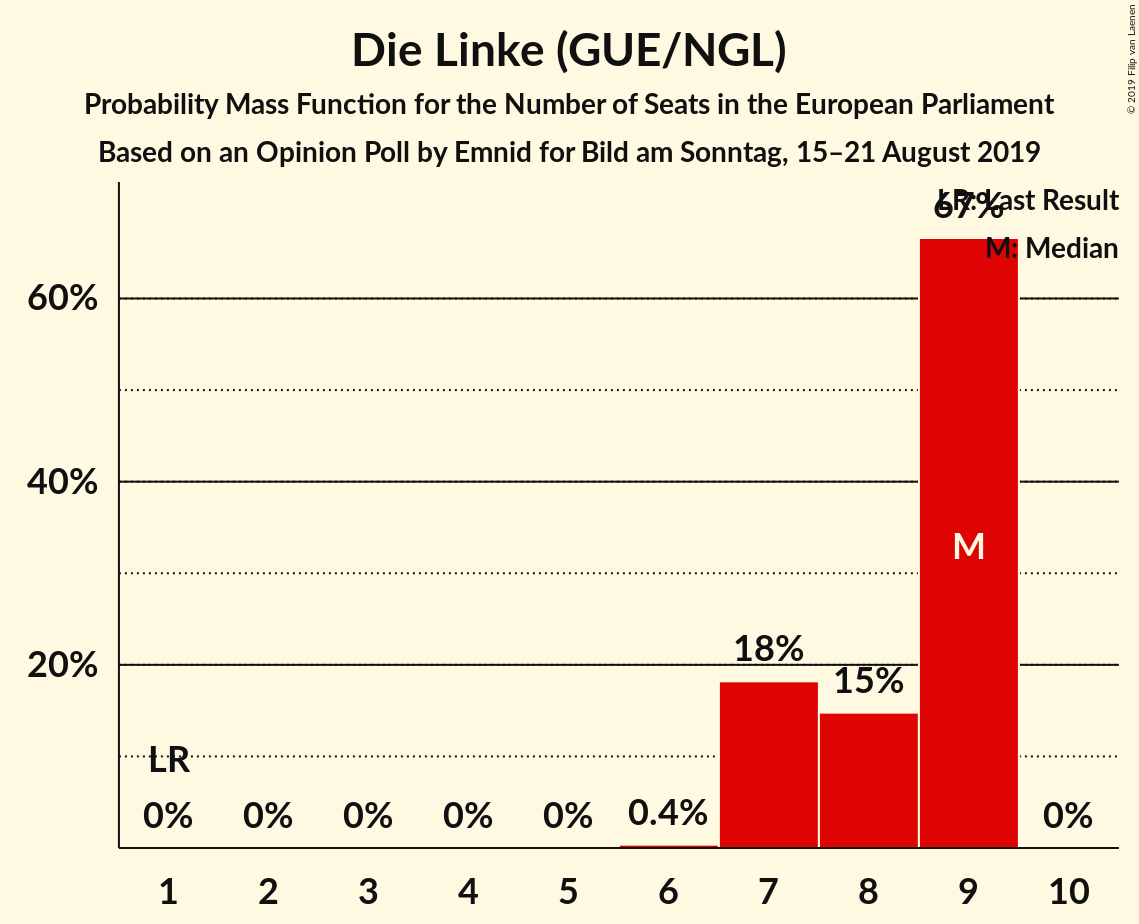 Die Linke (GUE/NGL)
Probability Mass Function for the Number of Seats in the European Parliament
Based on an Opinion Poll by Emnid for Bild am Sonntag, 15–21 August 2019
© 2019 Filip van Laenen
LR: Last Result
M: Median
67%
60%
40%
20%
M
18%
15%
LR
0%
0%
0%
0%
0%
0.4%
0%
1 2 3 4 5 6 7 8 9 10